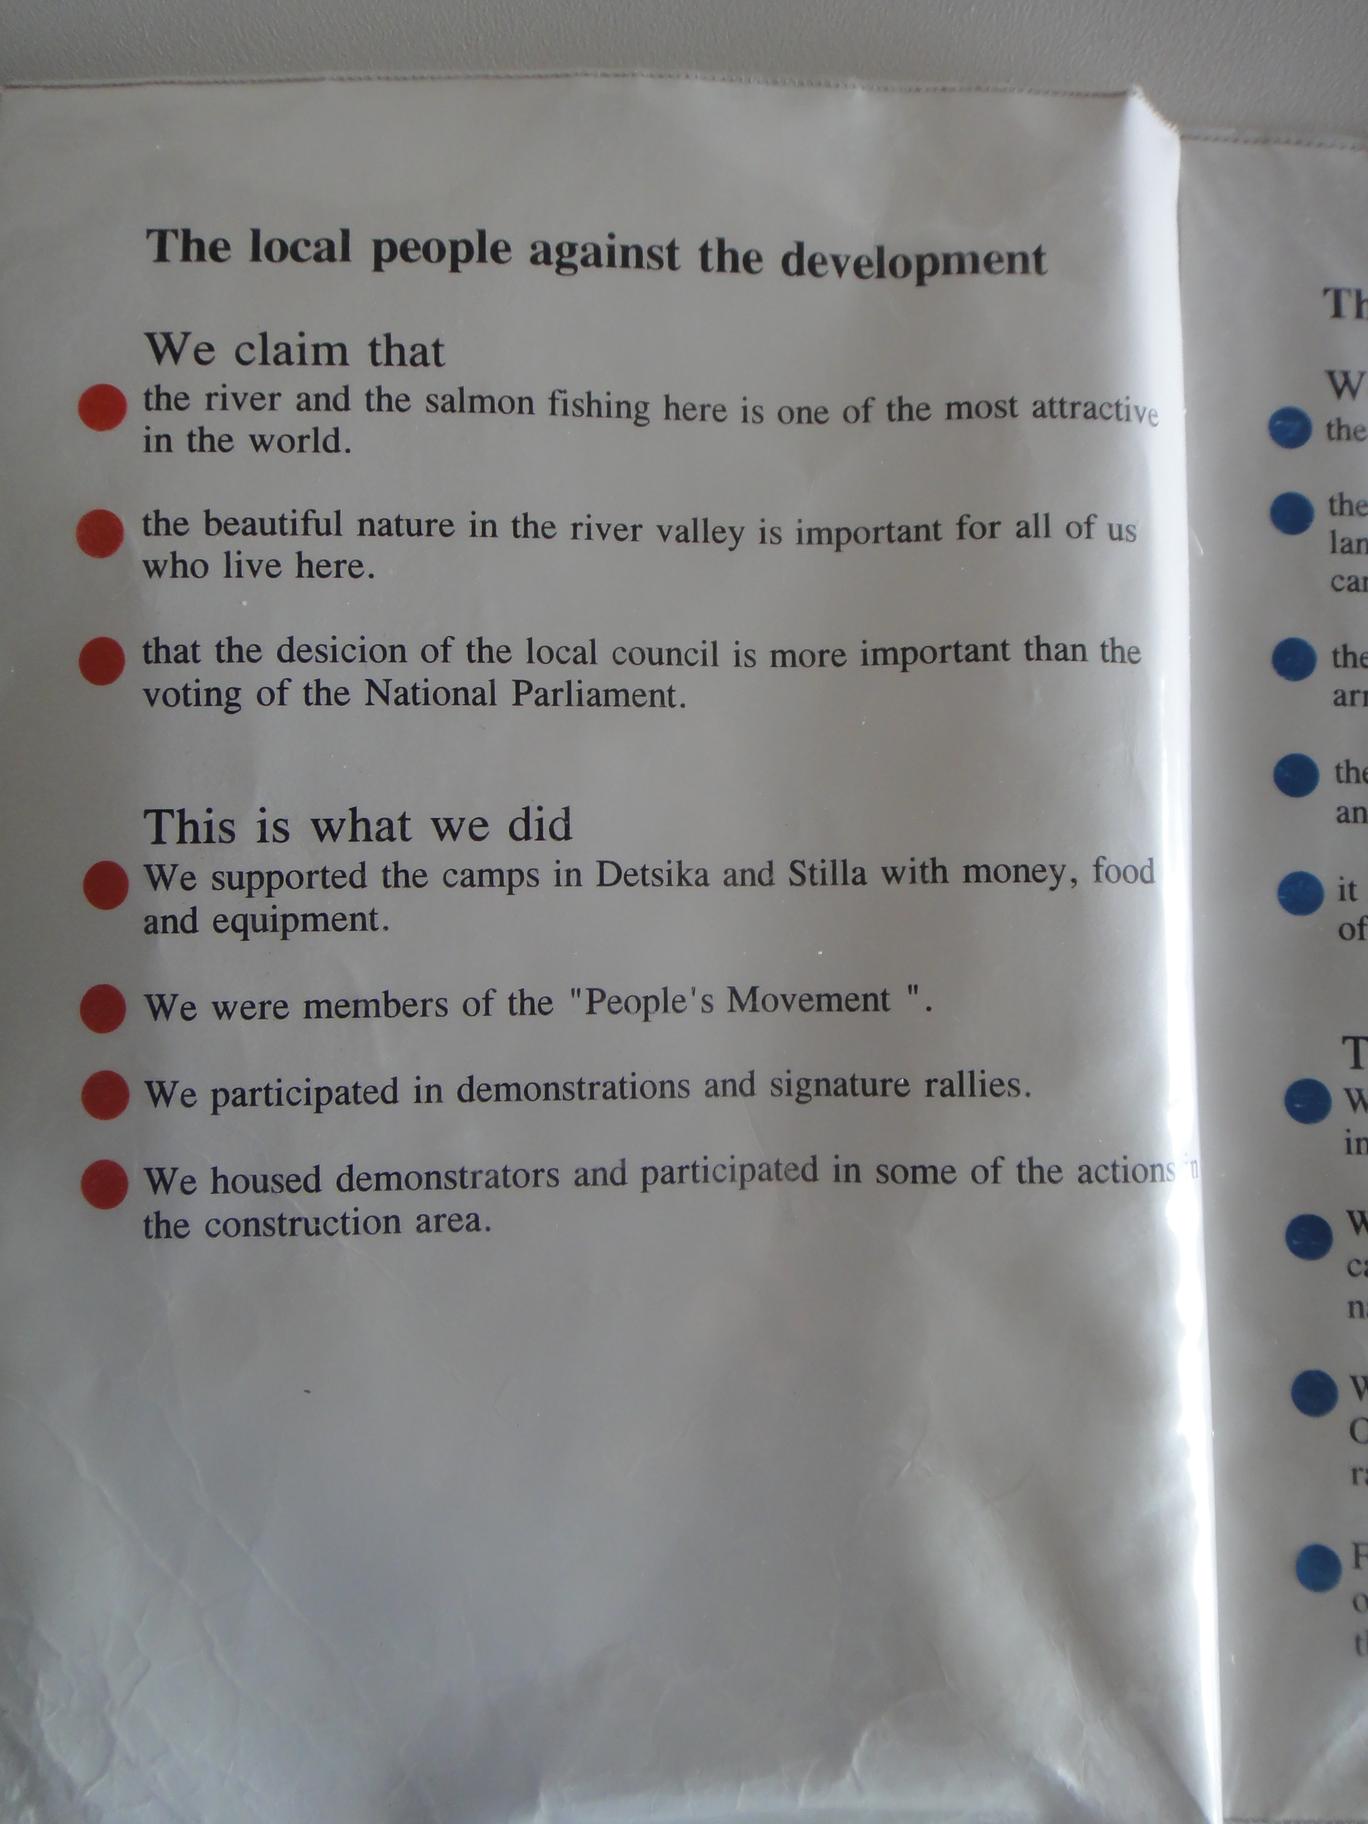 The local people against the development
We claim that
the river and the salmon fishing here is one of the most attractive
in the world.
the beautiful nature in the river valley is important for all of us
who live here.
that the desicion of the local council is more important than the
voting of the National Parliament.
This is what we did
We supported the camps in Detsika and Stilla with money, food
and equipment.
We were members of the "People's Movement ".
We participated in demonstrations and signature rallies.
We housed demonstrators and participated in some of the actions in
the construction area.
the
the
the
the
it
of